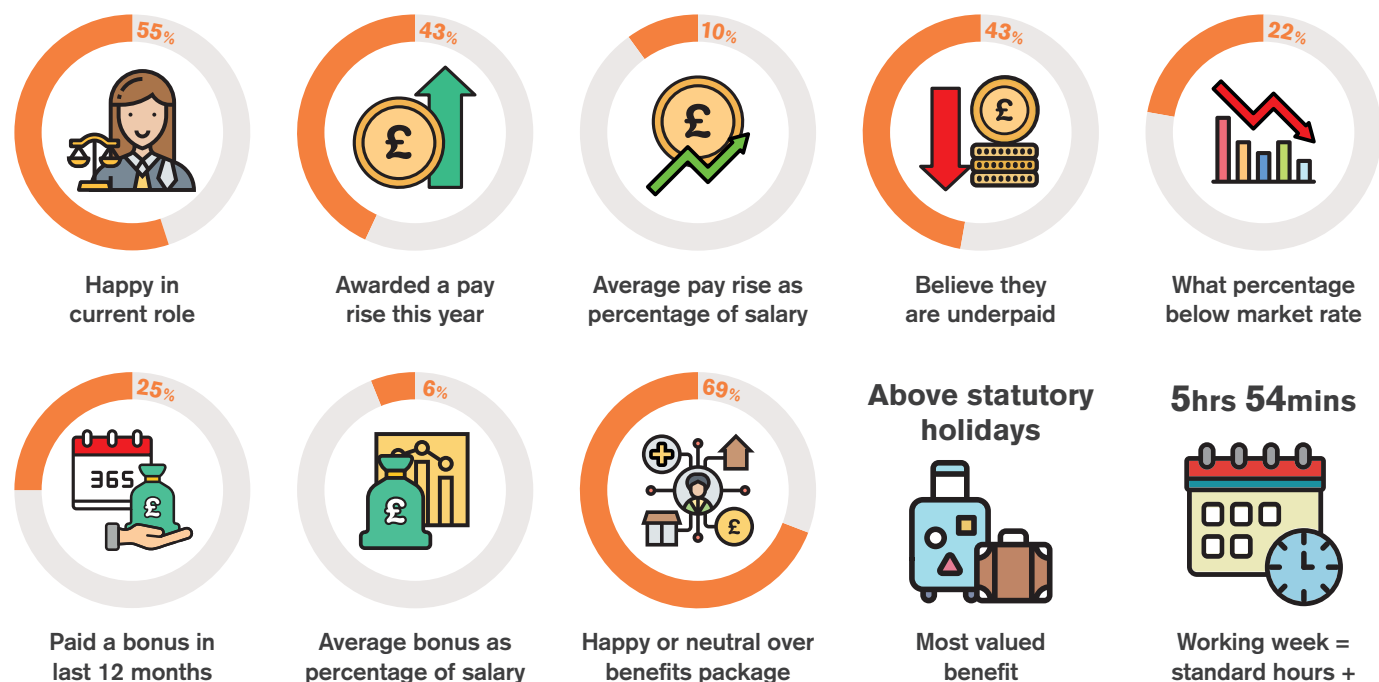 55%
43%
10%
43%
22%
£
£
£
Happy in
current role
Awarded a pay
rise this year
Average pay rise as
percentage of salary
Believe they
are underpaid
What percentage
below market rate
25%
6%
69%
Above statutory
holidays
5hrs 54mins
365
£
£
£
Paid a bonus in
last 12 months
Average bonus as
percentage of salary
Happy or neutral over
benefits package
Most valued
benefit
Working week =
standard hours +